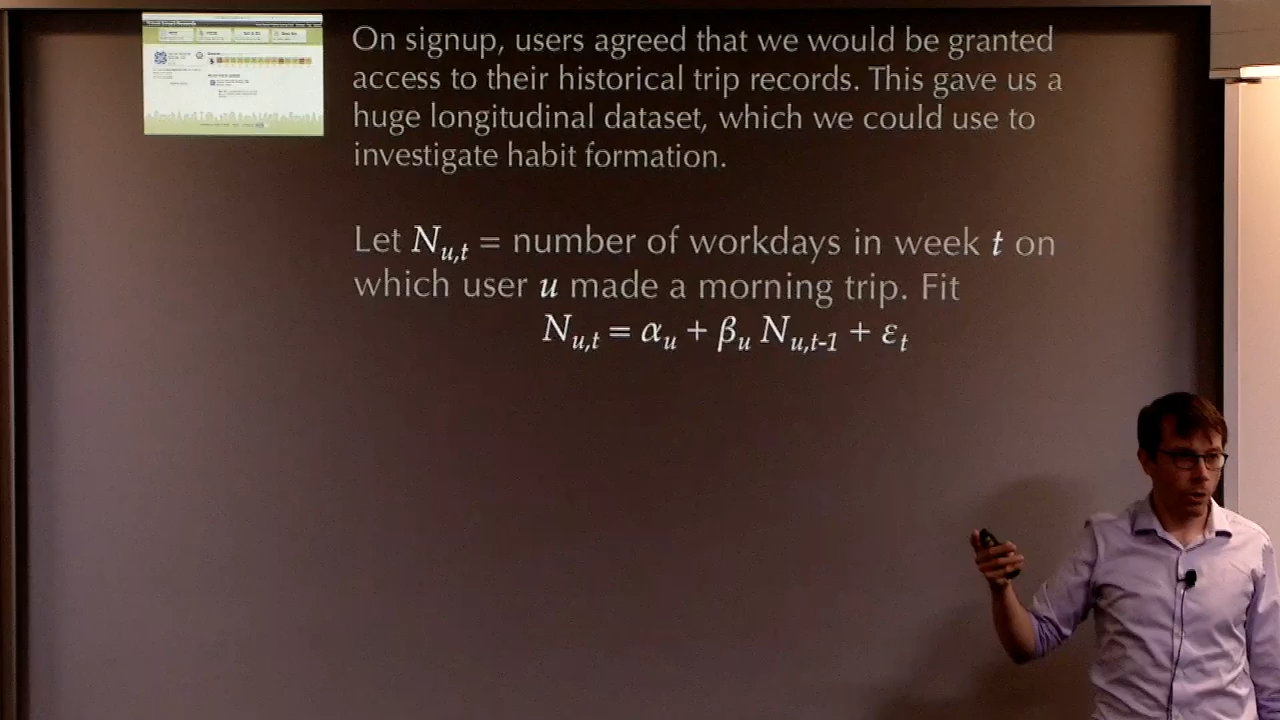 On signup, users agreed that we would be granted
access to their historical trip records. This gave us a
huge longitudinal dataset, which we could use to
investigate habit formation.
Let N_{u,t} = number of workdays in week t on
which user u made a morning trip. Fit
N_{u,t} = α_u + β_u N_{u,t-1} + ε_t